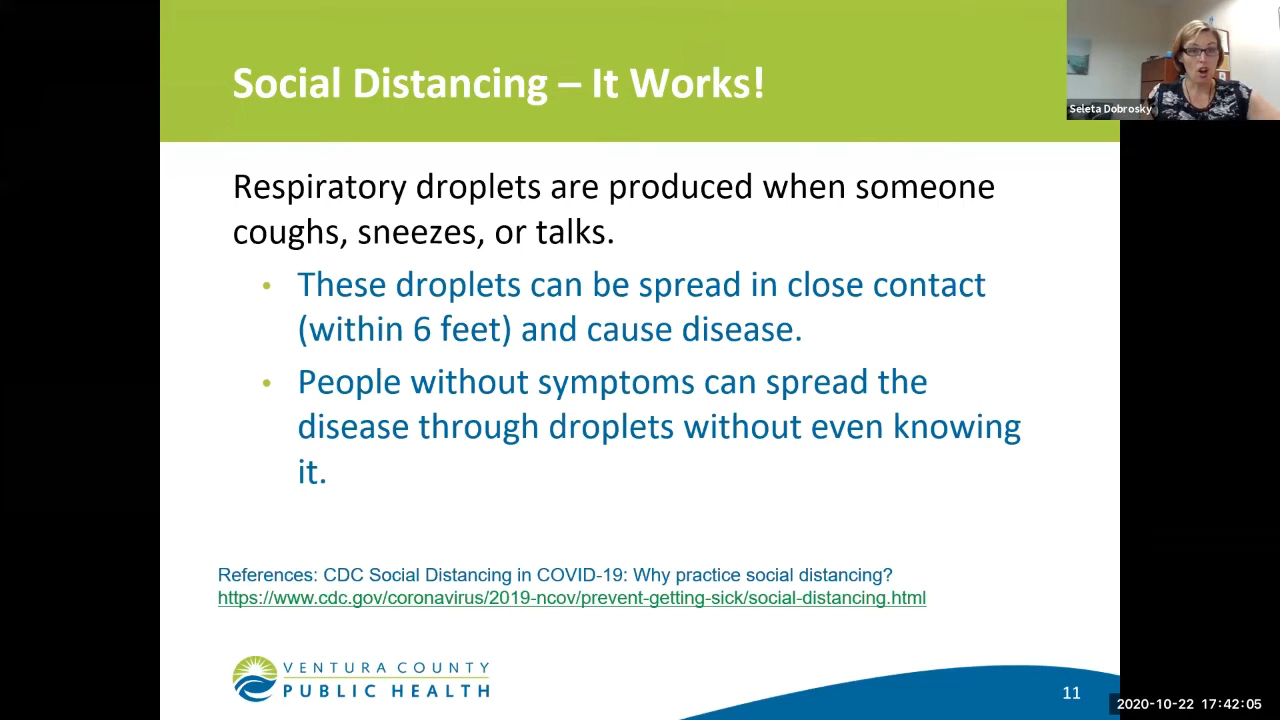 Social Distancing – It Works!
Seleta Dobrosky
Respiratory droplets are produced when someone
coughs, sneezes, or talks.
• These droplets can be spread in close contact
(within 6 feet) and cause disease.
• People without symptoms can spread the
disease through droplets without even knowing
it.
References: CDC Social Distancing in COVID-19: Why practice social distancing?
https://www.cdc.gov/coronavirus/2019-ncov/prevent-getting-sick/social-distancing.html
VENTURA COUNTY
PUBLIC HEALTH
11
2020-10-22 17:42:05